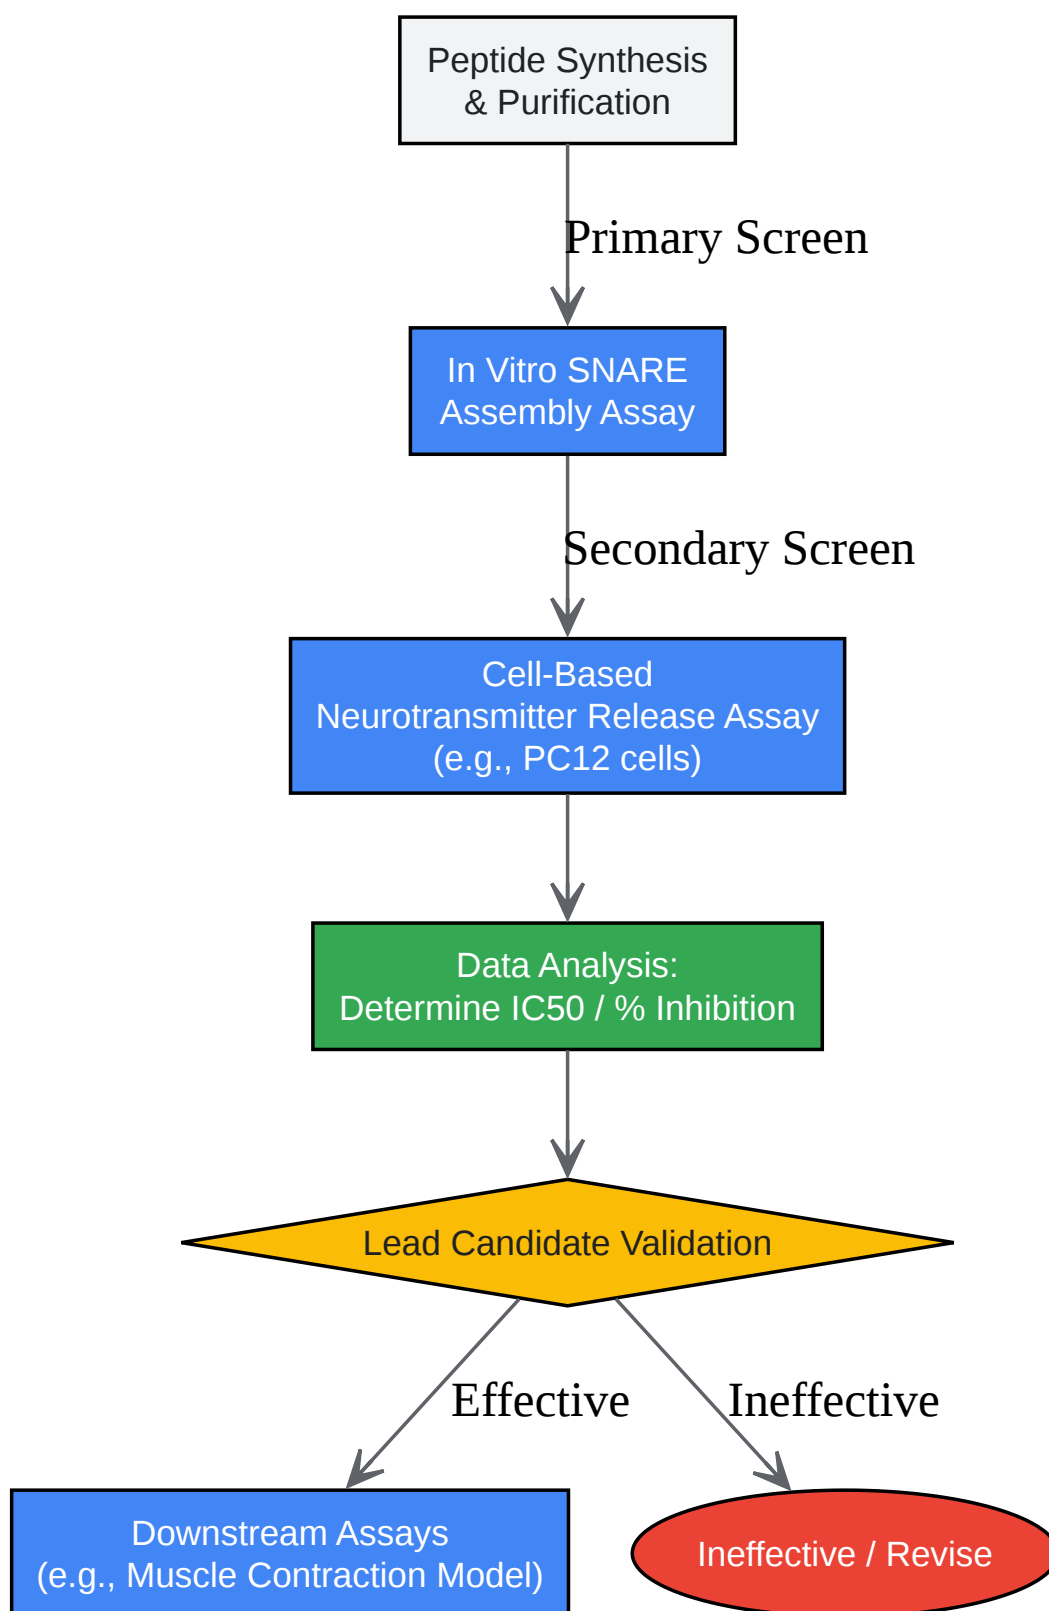 Peptide Synthesis
& Purification
Primary Screen
In Vitro SNARE
Assembly Assay
Secondary Screen
Cell-Based
Neurotransmitter Release Assay
(e.g., PC12 cells)
Data Analysis:
Determine IC50 / % Inhibition
Lead Candidate Validation
Effective
Ineffective
Downstream Assays
(e.g., Muscle Contraction Model)
Ineffective / Revise